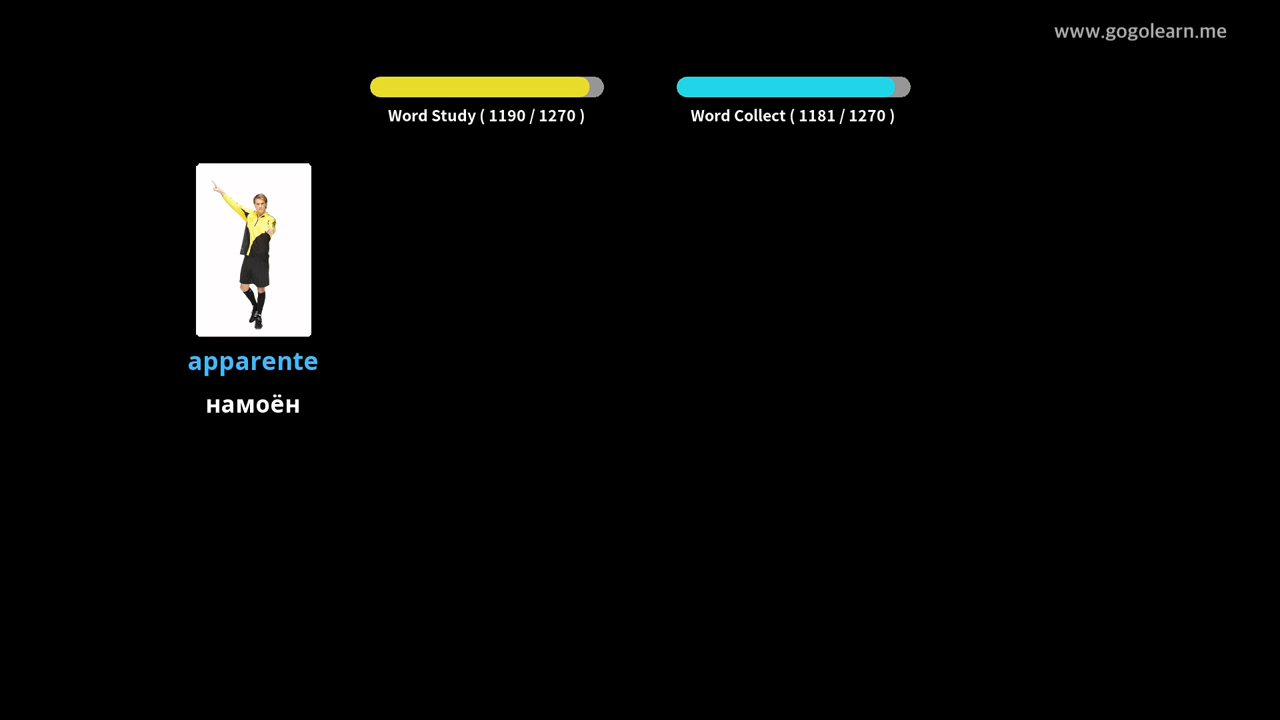 www.gogolearn.me
Word Study ( 1190 / 1270 )
Word Collect ( 1181 / 1270 )
apparente
намоён